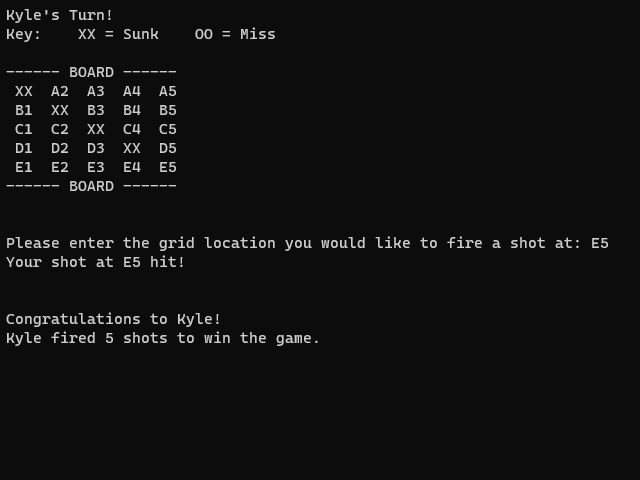 Kyle's Turn!
Key:    XX = Sunk    OO = Miss
------ BOARD ------
 XX  A2  A3  A4  A5
 B1  XX  B3  B4  B5
 C1  C2  XX  C4  C5
 D1  D2  D3  XX  D5
 E1  E2  E3  E4  E5
------ BOARD ------
Please enter the grid location you would like to fire a shot at: E5
Your shot at E5 hit!
Congratulations to Kyle!
Kyle fired 5 shots to win the game.